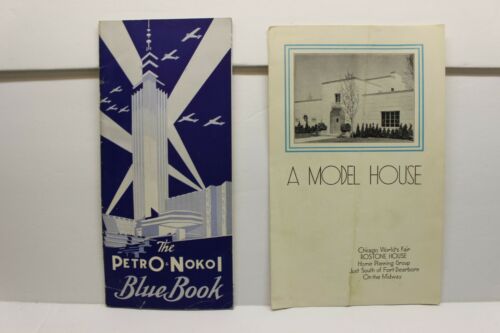 The
PETRO-NOKOL
Blue Book
A MODEL HOUSE
Chicago World's Fair
ROSTONE HOUSE
Home Planning Group
Just South of Fort Dearborn
On the Midway